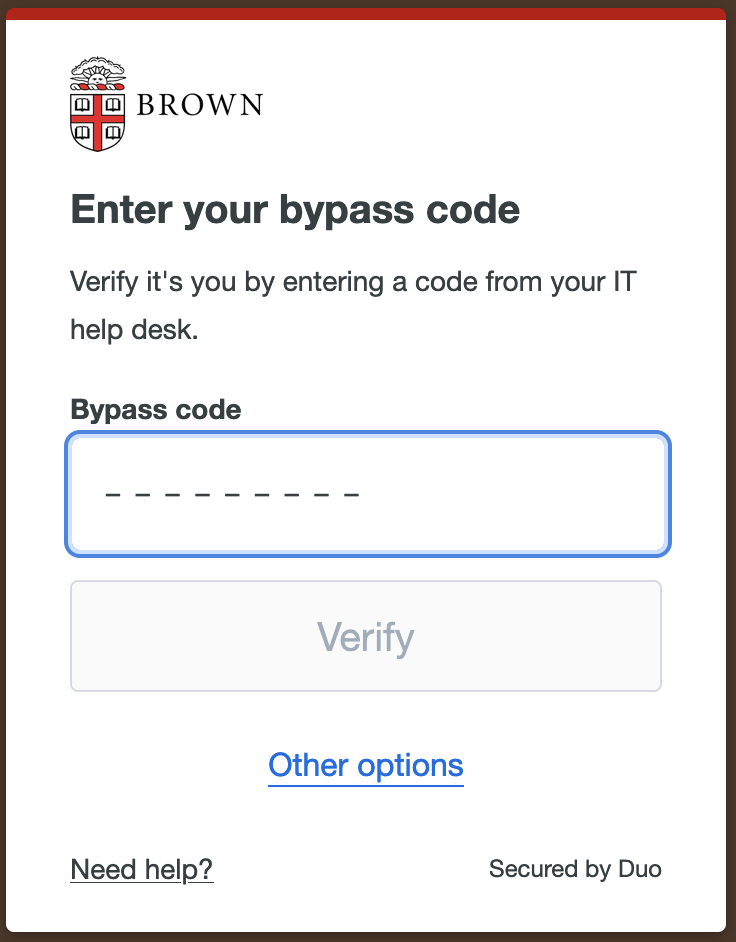 BROWN
Enter your bypass code
Verify it's you by entering a code from your IT
help desk.
Bypass code
_ _ _ _ _ _ _ _ _
Verify
Other options
Need help?
Secured by Duo